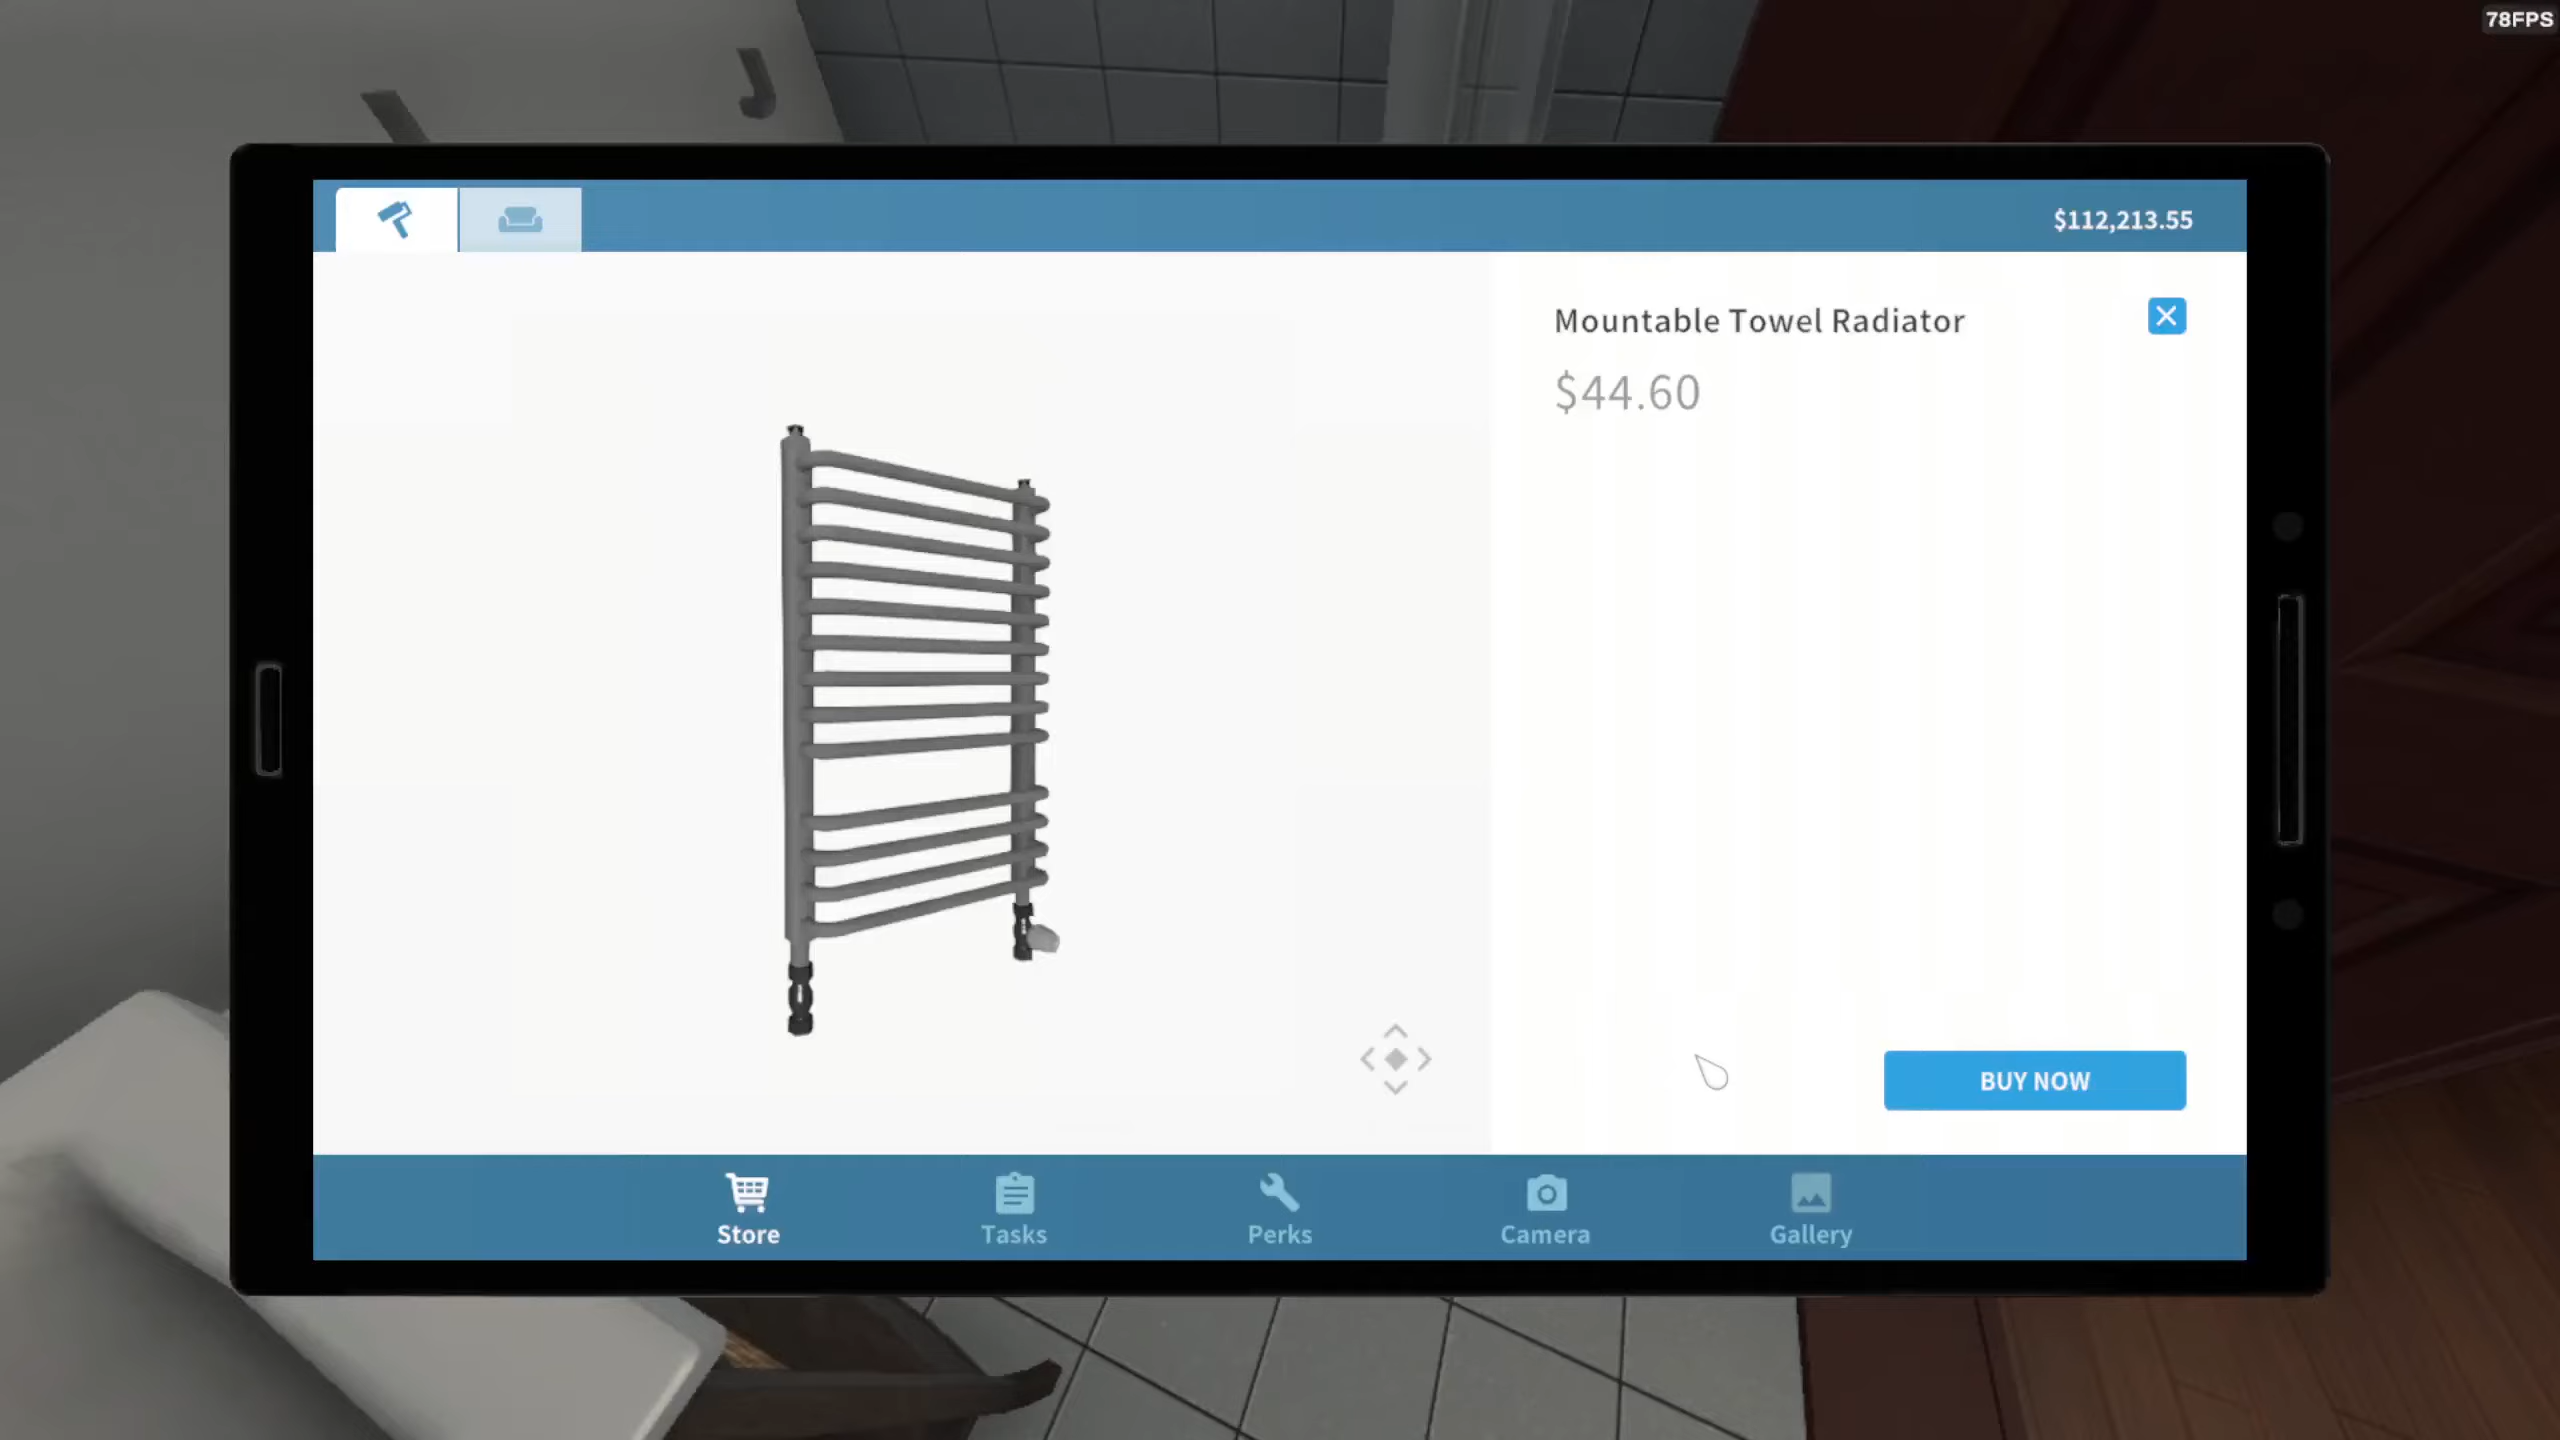 78FPS
$112,213.55
Mountable Towel Radiator
$44.60
BUY NOW
Store
Tasks
Perks
Camera
Gallery